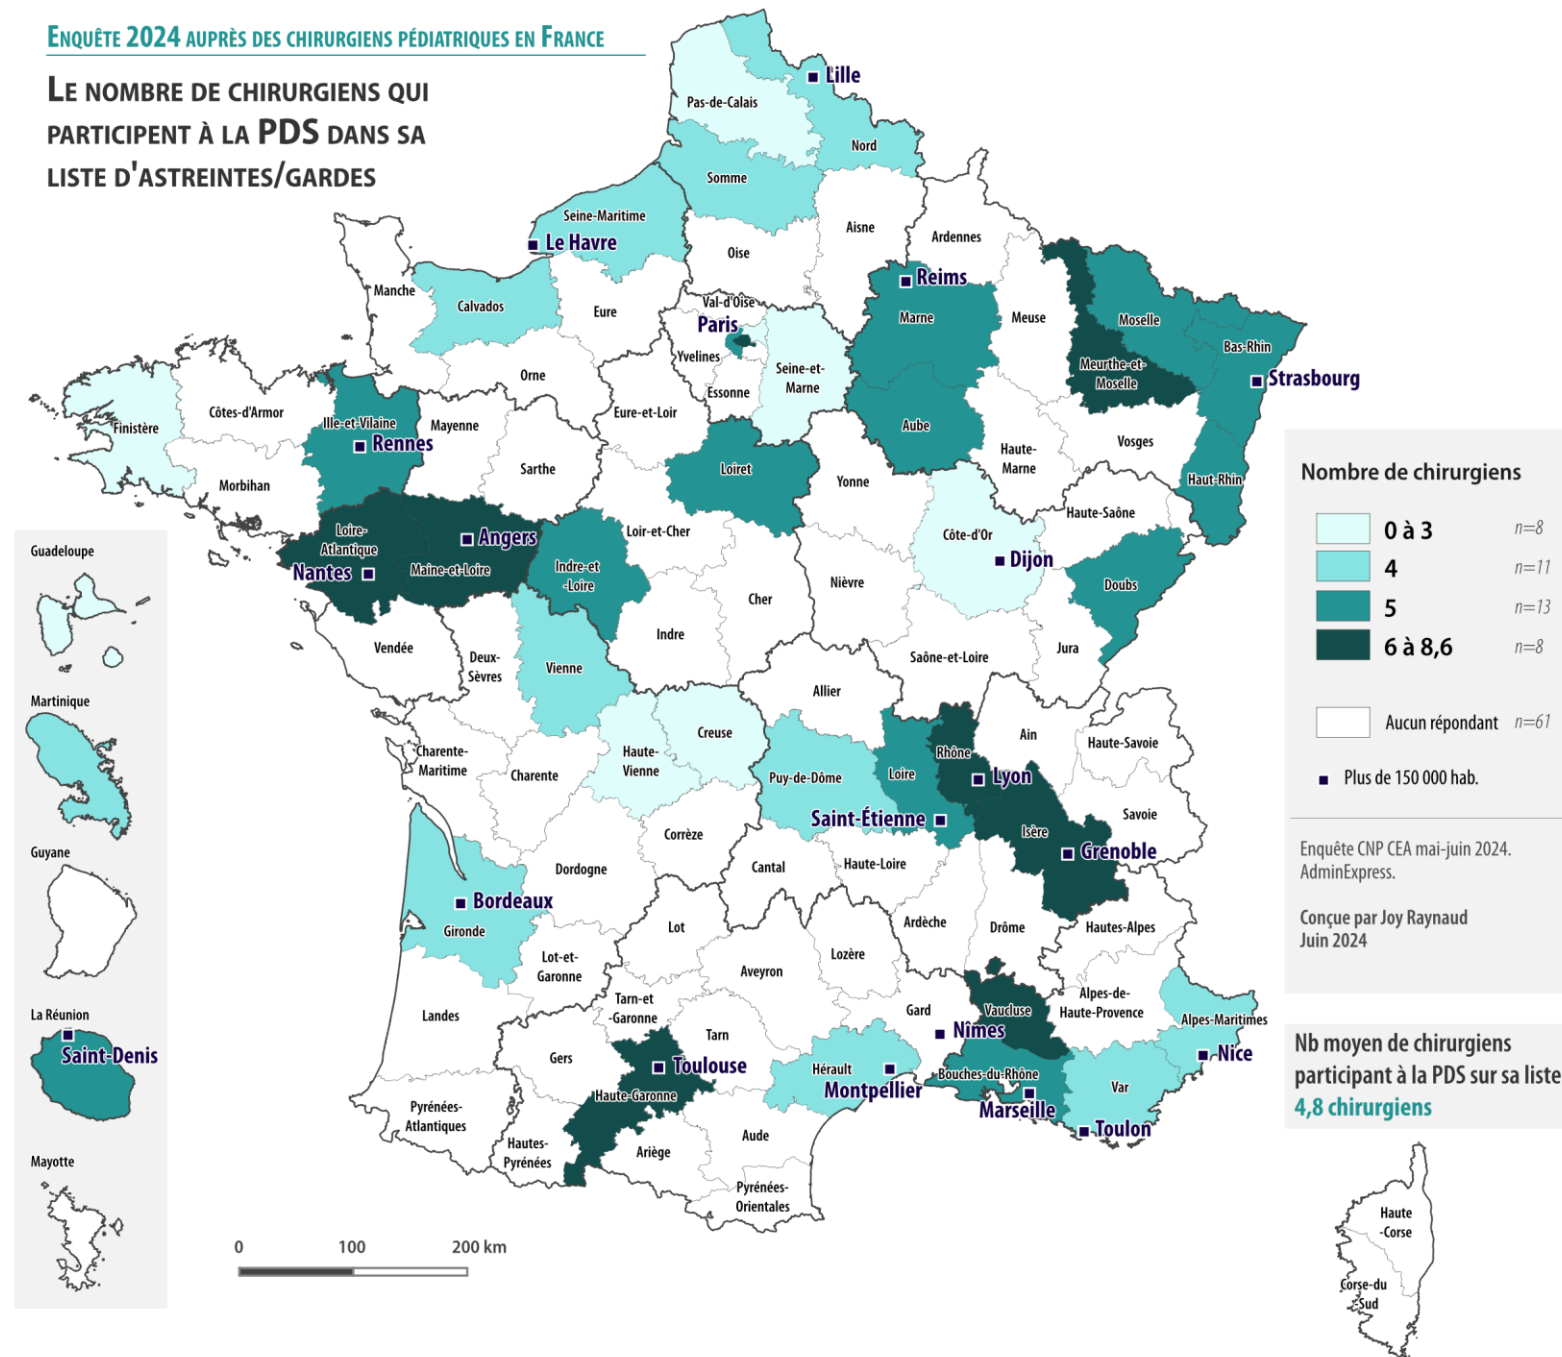 ENQUÊTE 2024 AUPRÈS DES CHIRURGIENS PÉDIATRIQUES EN FRANCE
LE NOMBRE DE CHIRURGIENS QUI
PARTICIPENT À LA PDS DANS SA
LISTE D'ASTREINTES/GARDES
Lille
Pas-de-Calais
Nord
Somme
Seine-Maritime
Le Havre
Aisne
Ardennes
Oise
Reims
Manche
Calvados
Eure
Val-d'Oise
Paris
Marne
Meuse
Moselle
Bas-Rhin
Yvelines
Seine-et-
Marne
Meurthe-et-
Moselle
Strasbourg
Orne
Essonne
Côtes-d'Armor
Eure-et-Loir
Finistère
Ille-et-Vilaine
Mayenne
Aube
Rennes
Vosges
Haute-
Marne
Sarthe
Loiret
Yonne
Haut-Rhin
Morbihan
Haute-Saône
Loire-
Atlantique
Angers
Loir-et-Cher
Côte-d'Or
Nantes
Maine-et-Loire
Indre-et
-Loire
Dijon
Nièvre
Doubs
Cher
Vendée
Indre
Jura
Deux-
Sèvres
Vienne
Saône-et-Loire
Allier
Charente-
Maritime
Haute-
Vienne
Creuse
Ain
Haute-Savoie
Charente
Puy-de-Dôme
Loire
Rhône
Lyon
Saint-Étienne
Savoie
Corrèze
Isère
Grenoble
Dordogne
Cantal
Haute-Loire
Bordeaux
Gironde
Lot
Ardèche
Drôme
Hautes-Alpes
Lot-et-
Garonne
Aveyron
Lozère
Landes
Tarn-et
-Garonne
Gard
Vaucluse
Alpes-de-
Haute-Provence
Alpes-Maritimes
Tarn
Nîmes
Gers
Toulouse
Hérault
Montpellier
Bouches-du-Rhône
Nice
Haute-Garonne
Var
Marseille
Pyrénées-
Atlantiques
Toulon
Hautes-
Pyrénées
Ariège
Aude
Pyrénées-
Orientales
Guadeloupe
Martinique
Guyane
La Réunion
Saint-Denis
Mayotte
0 100 200 km
Nombre de chirurgiens
0 à 3 n=8
4 n=11
5 n=13
6 à 8,6 n=8
Aucun répondant n=61
Plus de 150 000 hab.
Enquête CNP CEA mai-juin 2024.
AdminExpress.
Conçue par Joy Raynaud
Juin 2024
Nb moyen de chirurgiens
participant à la PDS sur sa liste
4,8 chirurgiens
Haute
-Corse
Corse-du
-Sud